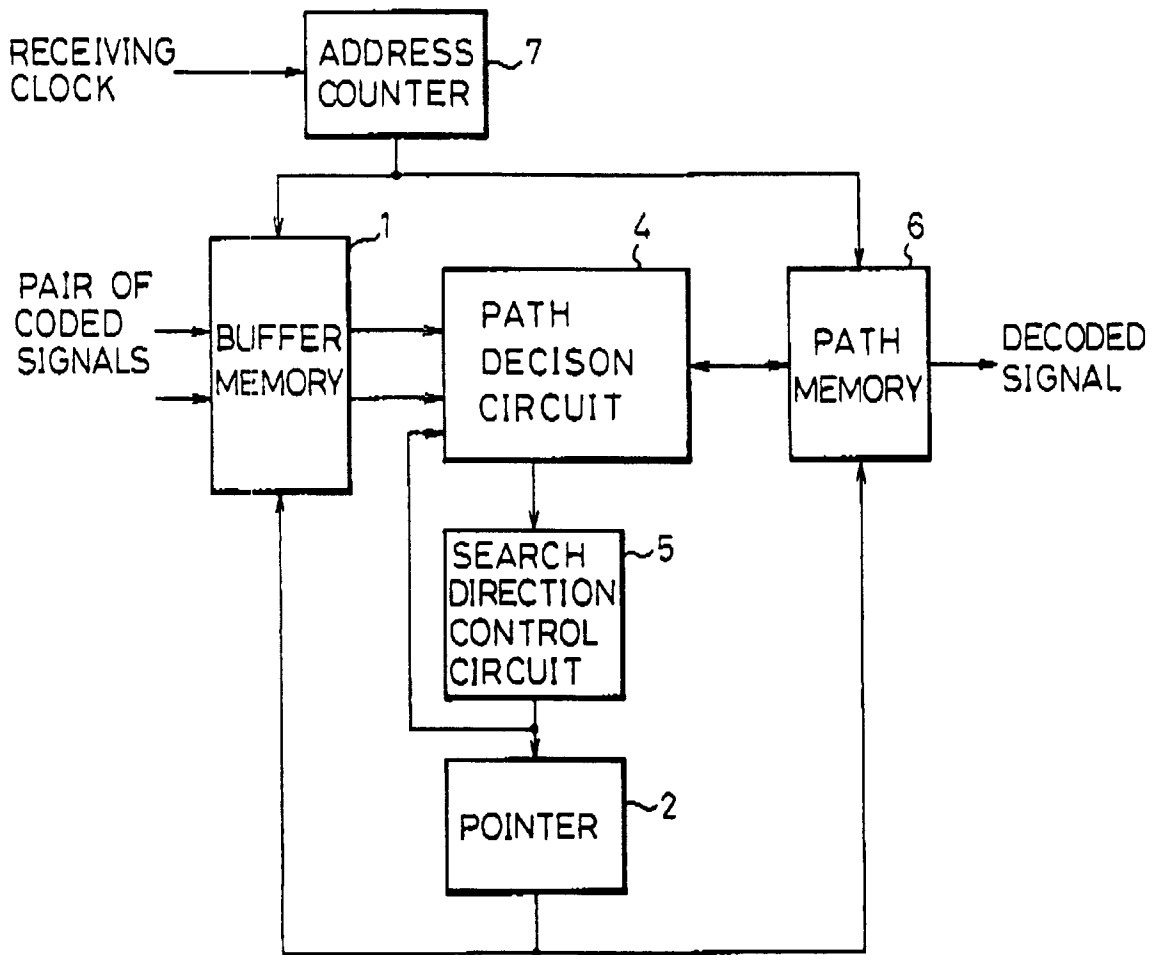 RECEIVING
CLOCK
ADDRESS
COUNTER
7
1
4
6
PAIR OF
CODED
SIGNALS
BUFFER
MEMORY
PATH
DECISON
CIRCUIT
PATH
MEMORY
DECODED
SIGNAL
SEARCH
DIRECTION
CONTROL
CIRCUIT
5
POINTER
2